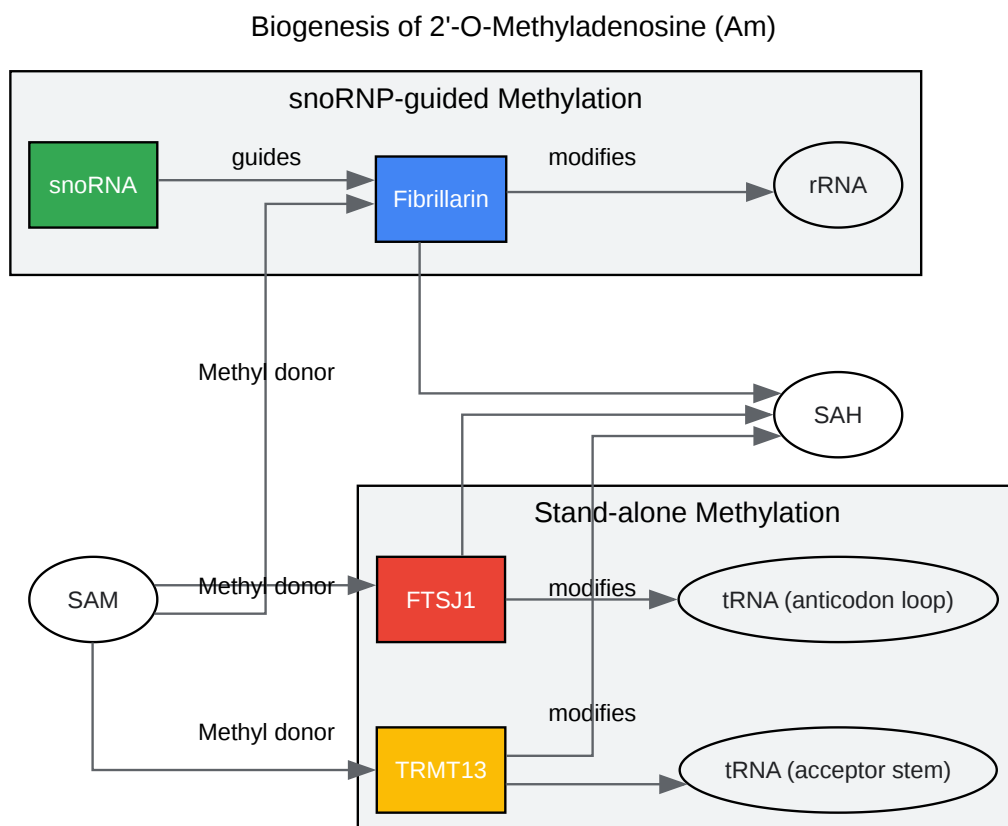 Biogenesis of 2'-O-Methyladenosine (Am)
snoRNP-guided Methylation
snoRNA
guides
Fibrillarin
modifies
rRNA
Methyl donor
SAH
Stand-alone Methylation
SAM
Methyl donor
FTSJ1
modifies
tRNA (anticodon loop)
Methyl donor
TRMT13
modifies
tRNA (acceptor stem)